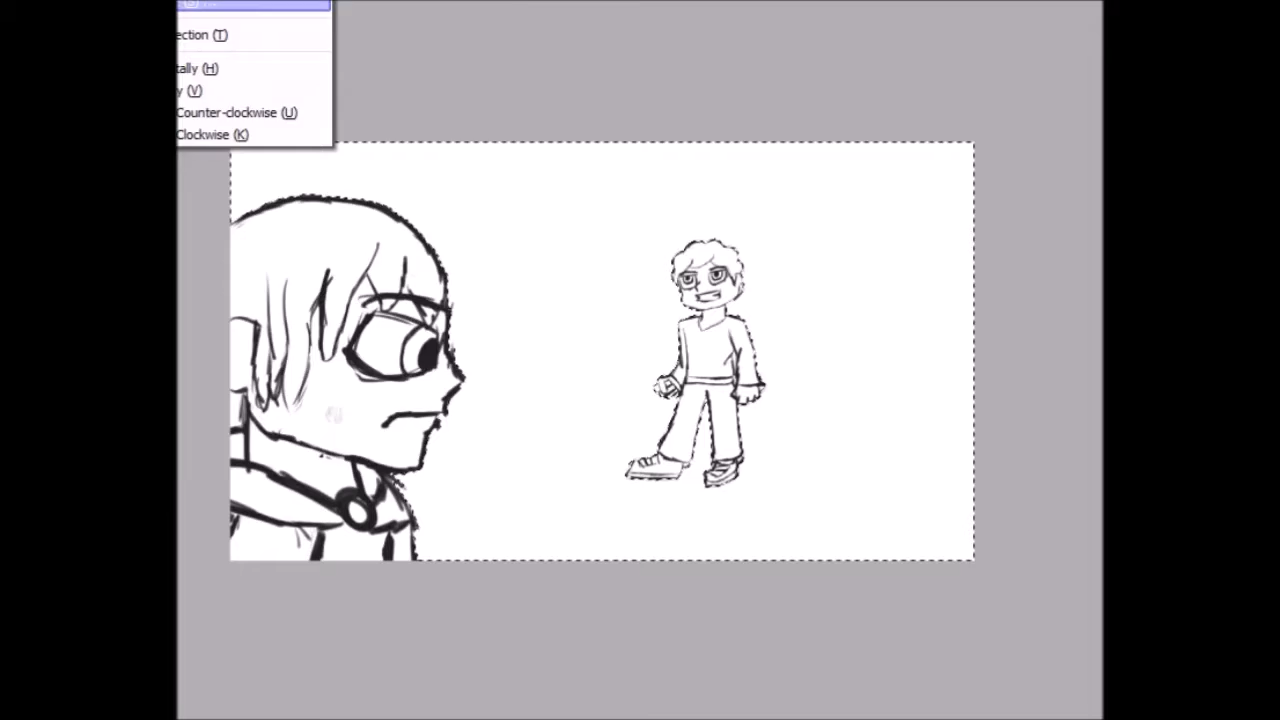 ection (T)
tally (H)
y (V)
Counter-clockwise (U)
Clockwise (K)